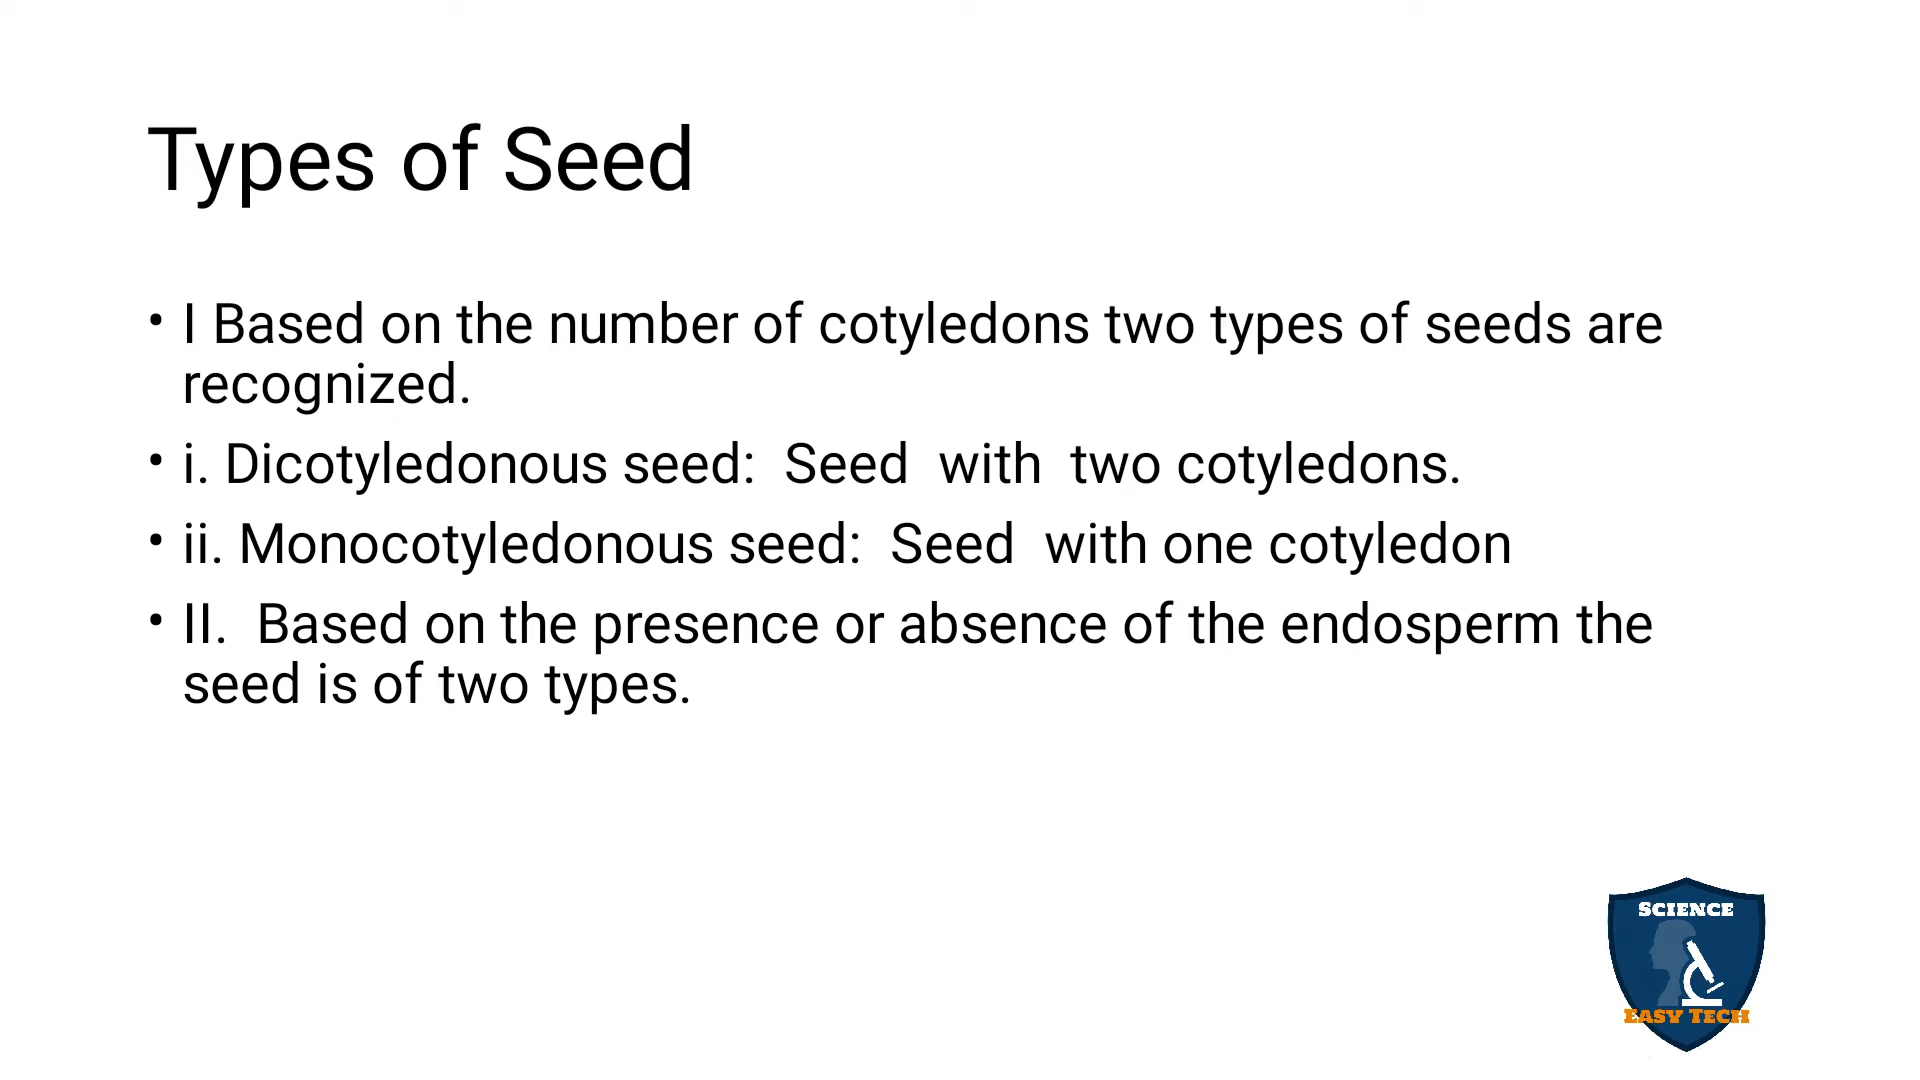 Types of Seed
• I Based on the number of cotyledons two types of seeds are
recognized.
• i. Dicotyledonous seed:  Seed  with  two cotyledons.
• ii. Monocotyledonous seed:  Seed  with one cotyledon
• II.  Based on the presence or absence of the endosperm the
seed is of two types.
SCIENCE
EASY TECH